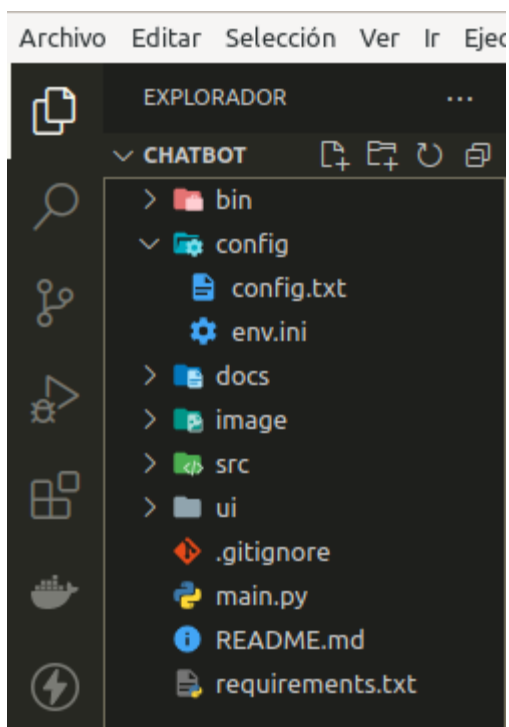 Archivo Editar Selección Ver Ir Ejec
EXPLORADOR ...
CHATBOT
bin
config
config.txt
env.ini
docs
image
src
ui
.gitignore
main.py
README.md
requirements.txt